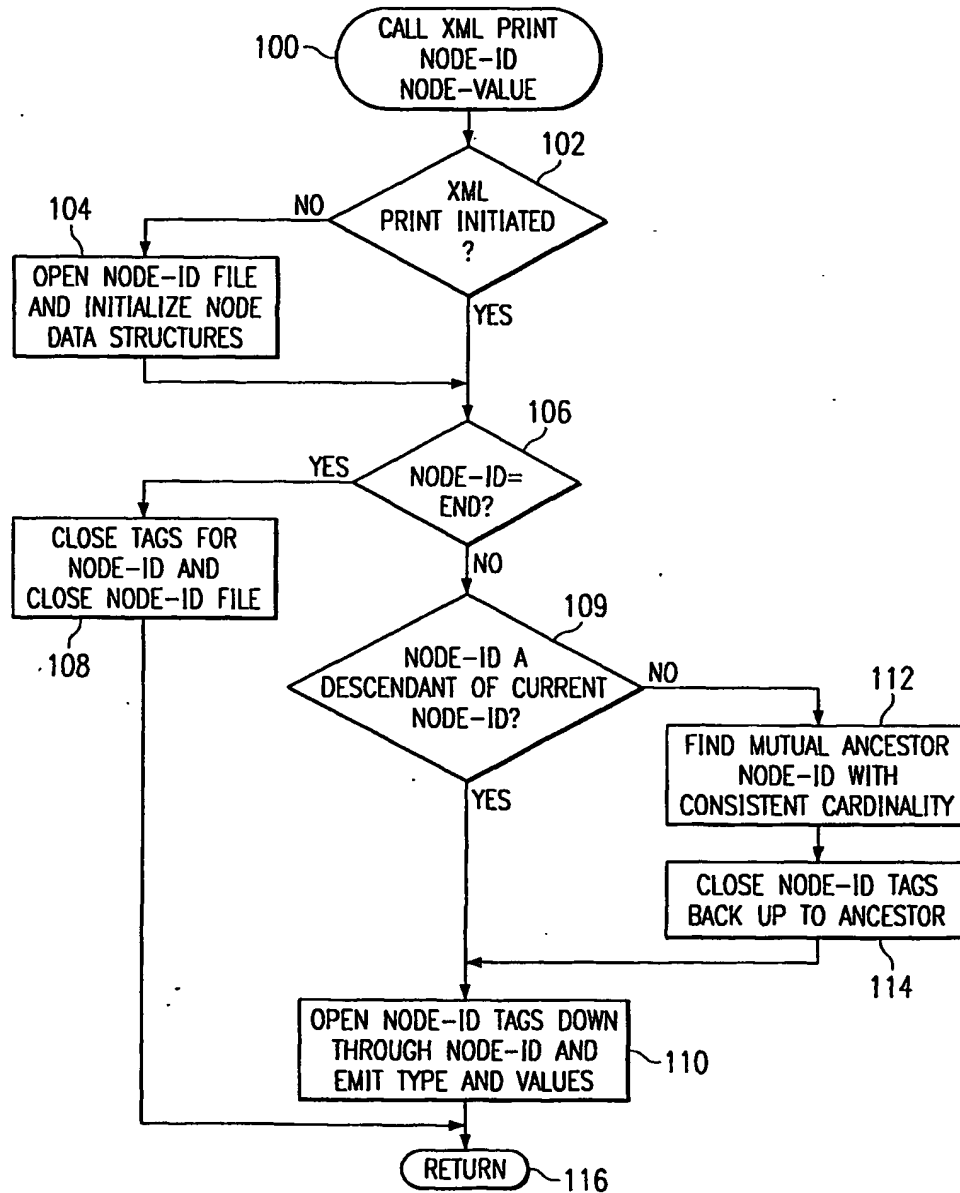 100
CALL XML PRINT
NODE-ID
NODE-VALUE
102
XML
PRINT INITIATED
?
NO
YES
104
OPEN NODE-ID FILE
AND INITIALIZE NODE
DATA STRUCTURES
106
NODE-ID=
END?
YES
NO
CLOSE TAGS FOR
NODE-ID AND
CLOSE NODE-ID FILE
108
109
NODE-ID A
DESCENDANT OF CURRENT
NODE-ID?
NO
YES
112
FIND MUTUAL ANCESTOR
NODE-ID WITH
CONSISTENT CARDINALITY
CLOSE NODE-ID TAGS
BACK UP TO ANCESTOR
114
OPEN NODE-ID TAGS DOWN
THROUGH NODE-ID AND
EMIT TYPE AND VALUES
110
RETURN
116